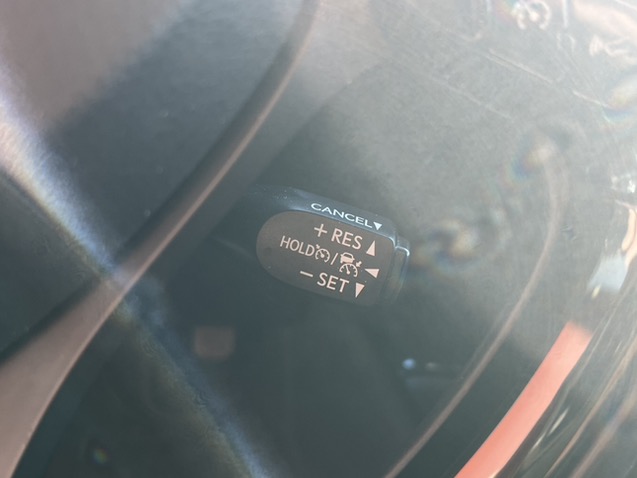 CANCEL▼
+ RES ▲
HOLD / ◀
− SET ▼